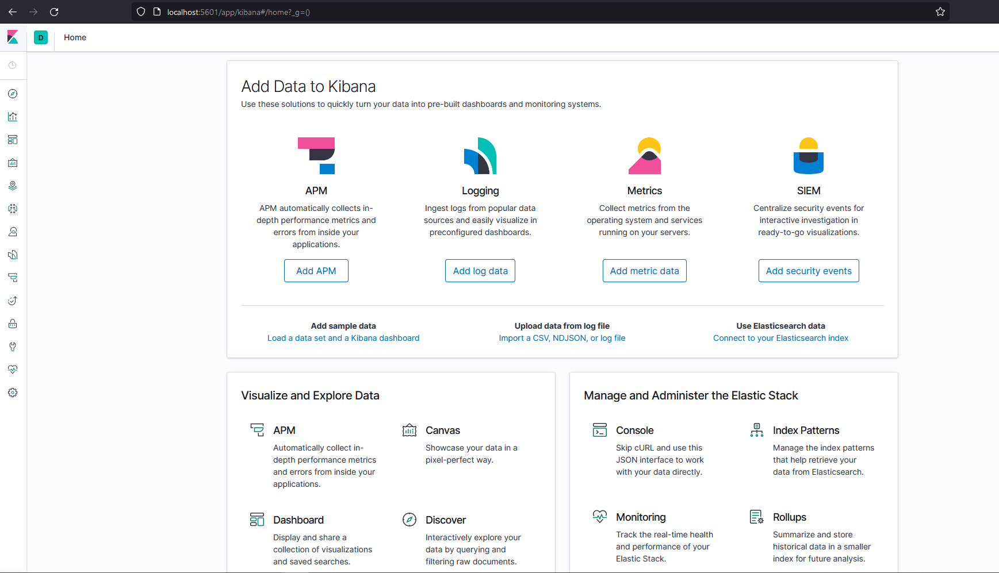 localhost:5601/app/kibana#/home?_g=()
D
Home
Add Data to Kibana
Use these solutions to quickly turn your data into pre-built dashboards and monitoring systems.
APM
APM automatically collects in-
depth performance metrics and
errors from inside your
applications.
Add APM
Logging
Ingest logs from popular data
sources and easily visualize in
preconfigured dashboards.
Add log data
Metrics
Collect metrics from the
operating system and services
running on your servers.
Add metric data
SIEM
Centralize security events for
interactive investigation in
ready-to-go visualizations.
Add security events
Add sample data
Load a data set and a Kibana dashboard
Upload data from log file
Import a CSV, NDJSON, or log file
Use Elasticsearch data
Connect to your Elasticsearch index
Visualize and Explore Data
APM
Automatically collect in-
depth performance metrics
and errors from inside your
applications.
Canvas
Showcase your data in a
pixel-perfect way.
Dashboard
Display and share a
collection of visualizations
and saved searches.
Discover
Interactively explore your
data by querying and
filtering raw documents.
Manage and Administer the Elastic Stack
Console
Skip cURL and use this
JSON interface to work
with your data directly.
Index Patterns
Manage the index patterns
that help retrieve your
data from Elasticsearch.
Monitoring
Track the real-time health
and performance of your
Elastic Stack.
Rollups
Summarize and store
historical data in a smaller
index for future analysis.